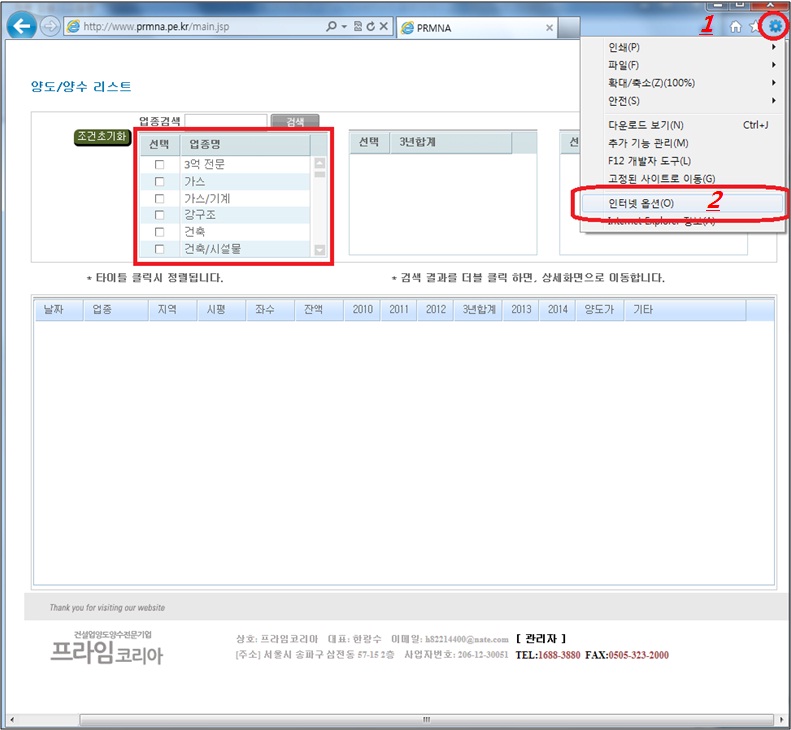 http://www.prmna.pe.kr/main.jsp
PRMNA
1
인쇄(P)
파일(F)
확대/축소(Z)(100%)
안전(S)
다운로드 보기(N) Ctrl+J
추가 기능 관리(M)
F12 개발자 도구(L)
고정된 사이트로 이동(G)
인터넷 옵션(O) 2
Internet Explorer 정보(A)
양도/양수 리스트
업종검색 검색
조건초기화
선택 업종명
3억 전문
가스
가스/기계
강구조
건축
건축/시설물
선택 3년합계
선
* 타이틀 클릭시 정렬됩니다.
* 검색 결과를 더블 클릭 하면, 상세화면으로 이동합니다.
날짜 업종 지역 시평 좌수 잔액 2010 2011 2012 3년합계 2013 2014 양도가 기타
Thank you for visiting our website
건설업양도양수전문기업
프라임코리아
상호: 프라임코리아 대표: 한광수 이메일: h82214400@nate.com [ 관리자 ]
[주소] 서울시 송파구 삼전동 57-15 2층 사업자번호: 206-12-30051 TEL:1688-3880 FAX:0505-323-2000